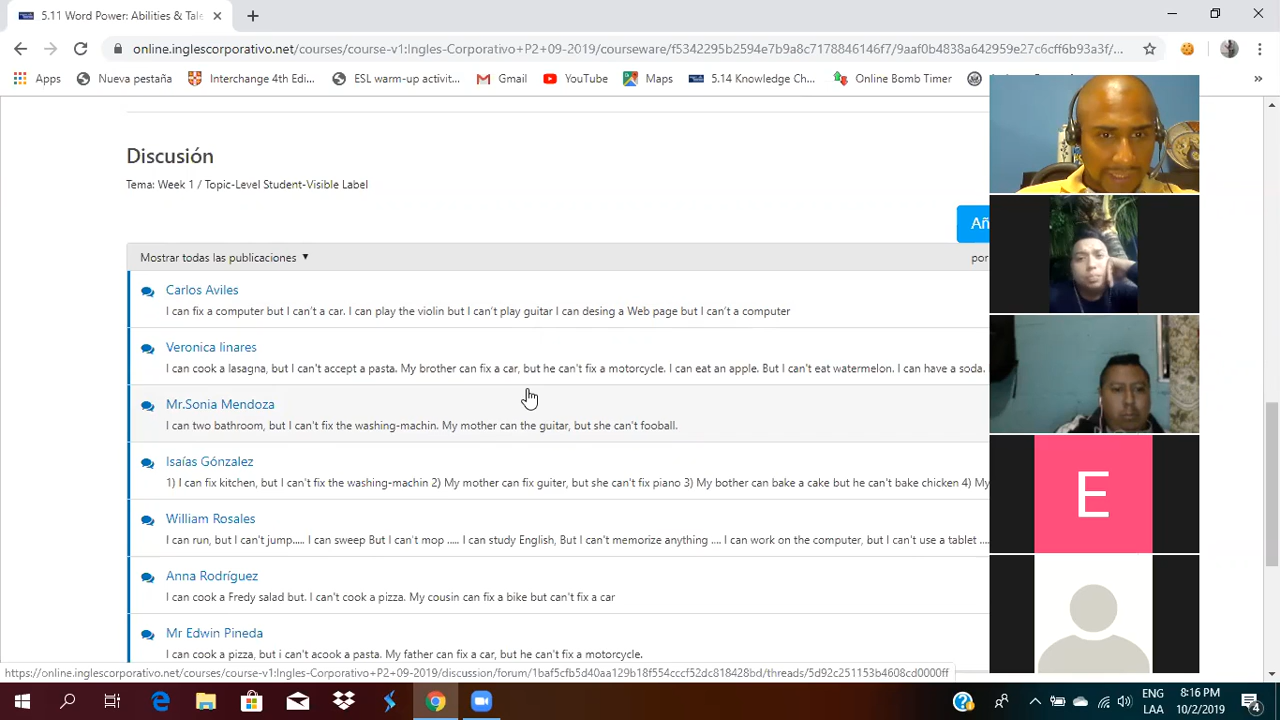 5.11 Word Power: Abilities & Tale
online.inglescorporativo.net/courses/course-v1:Ingles-Corporativo+P2+09-2019/courseware/f5342295b2594e7b9a8c7178846146f7/9aaf0b4838a642959e27c6cff6b93a3f/...
Apps Nueva pestaña Interchange 4th Edi... ESL warm-up activit... Gmail YouTube Maps 5.14 Knowledge Ch... Online Bomb Timer »
Discusión
Tema: Week 1 / Topic-Level Student-Visible Label
Añ
Mostrar todas las publicaciones ▼ por
Carlos Aviles
I can fix a computer but I can't a car. I can play the violin but I can't play guitar I can desing a Web page but I can't a computer
Veronica linares
I can cook a lasagna, but I can't accept a pasta. My brother can fix a car, but he can't fix a motorcycle. I can eat an apple. But I can't eat watermelon. I can have a soda.
Mr.Sonia Mendoza
I can two bathroom, but I can't fix the washing-machin. My mother can the guitar, but she can't fooball.
Isaías Gónzalez
1) I can fix kitchen, but I can't fix the washing-machin 2) My mother can fix guiter, but she can't fix piano 3) My bother can bake a cake but he can't bake chicken 4) My
William Rosales
I can run, but I can't jump..... I can sweep But I can't mop ..... I can study English, But I can't memorize anything .... I can work on the computer, but I can't use a tablet ....
Anna Rodríguez
I can cook a Fredy salad but. I can't cook a pizza. My cousin can fix a bike but can't fix a car
Mr Edwin Pineda
I can cook a pizza, but i can't acook a pasta. My father can fix a car, but he can't fix a motorcycle.
https://online.inglescorporativo.net/courses/course-v1:Ingles-Corporativo+P2+09-2019/discussion/forum/1baf5cfb5d40aa129b18f554cccf52dc818428bd/threads/5d92c251153b4608cd0000ff
E
ENG
LAA
8:16 PM
10/2/2019
4